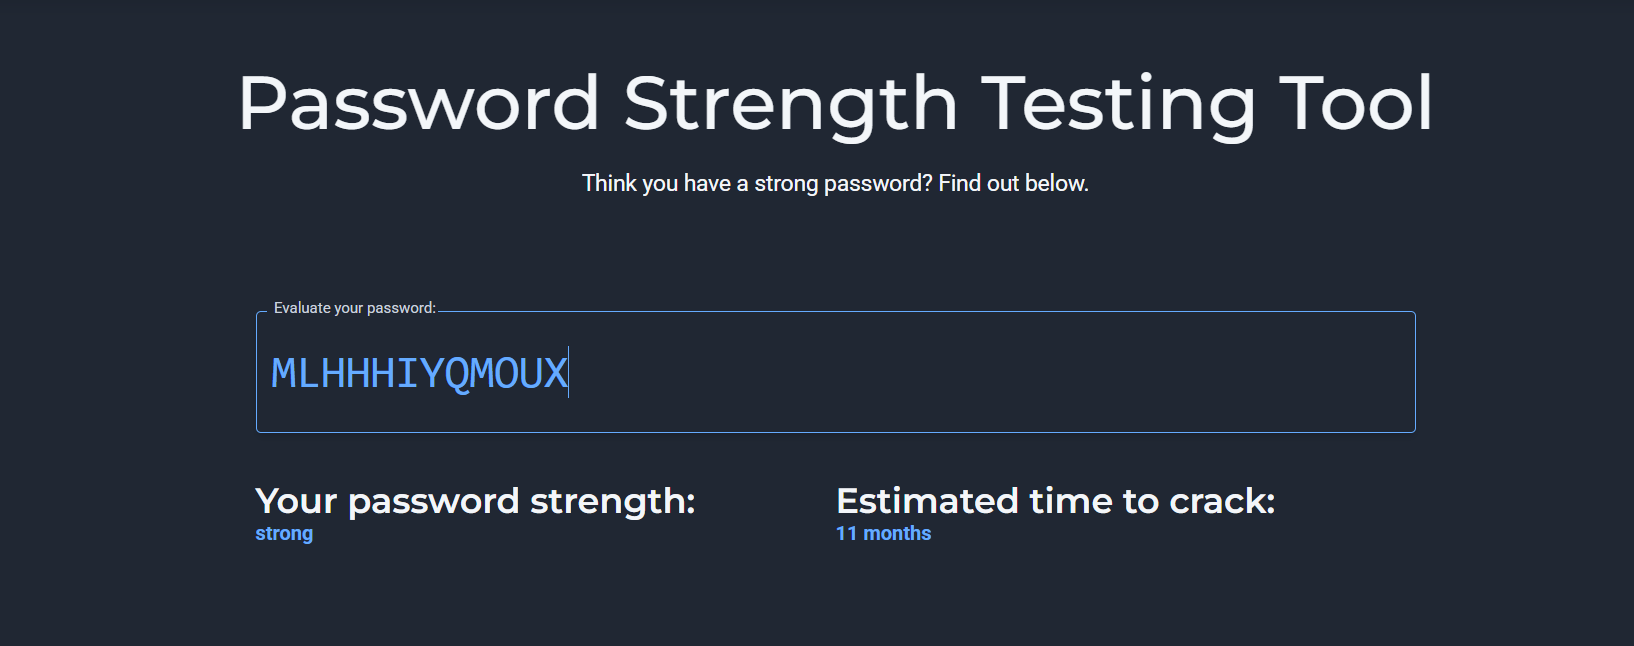 Password Strength Testing Tool
Think you have a strong password? Find out below.
Evaluate your password:
MLHHHIYQMOUX
Your password strength:
strong
Estimated time to crack:
11 months